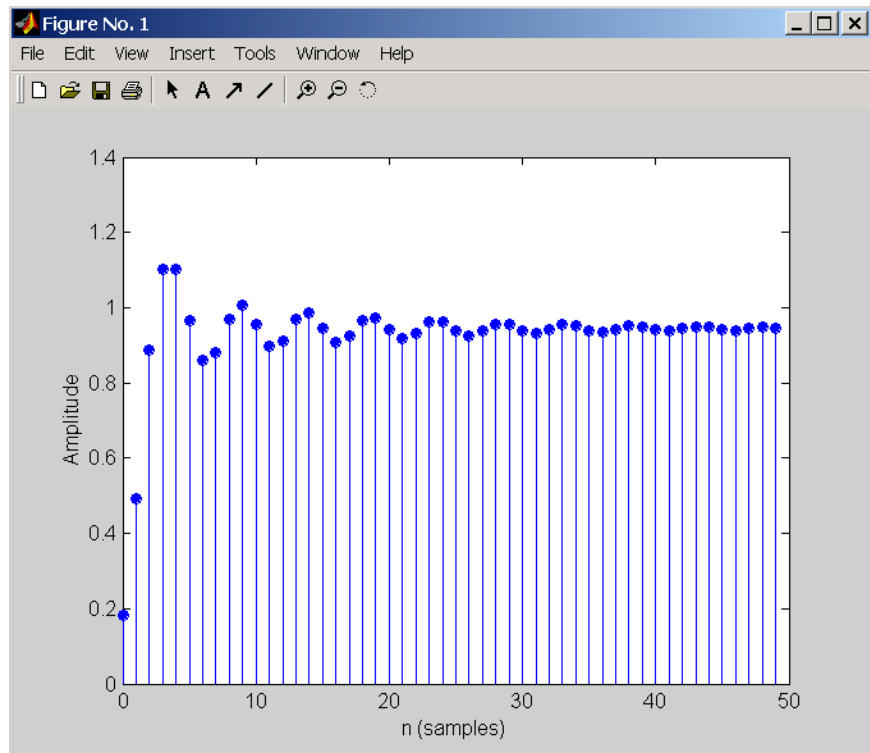 Figure No. 1
File Edit View Insert Tools Window Help
A
1.4
1.2
1
0.8
0.6
0.4
0.2
0
Amplitude
0 10 20 30 40 50
n (samples)